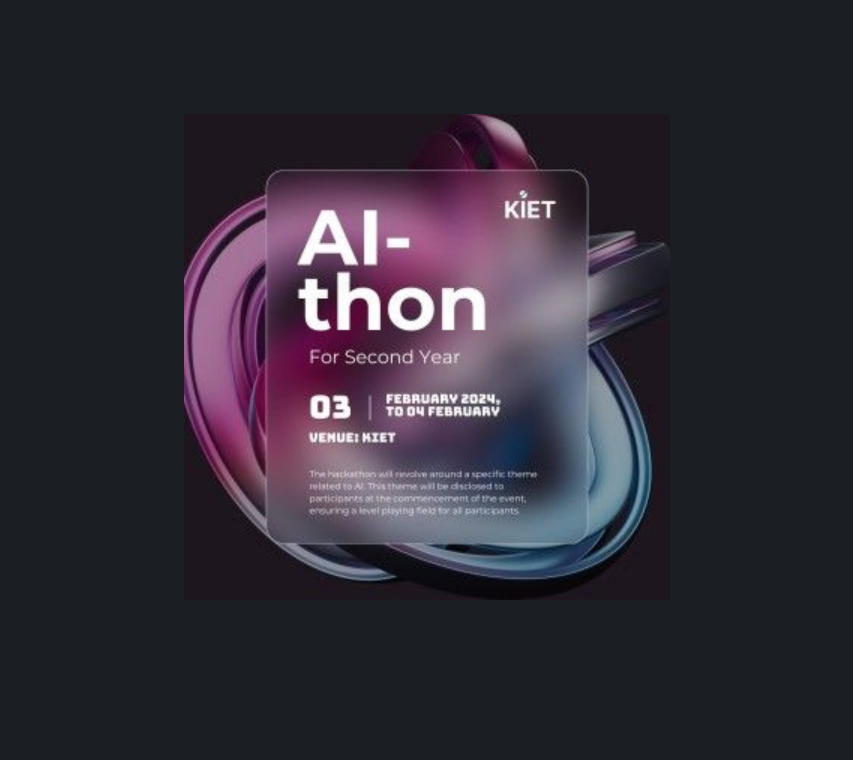 KIET
AI-
thon
For Second Year
03
FEBRUARY 2024,
TO 04 FEBRUARY
VENUE: KIET
The hackathon will revolve around a specific theme
related to AI. This theme will be disclosed to
participants at the commencement of the event,
ensuring a level playing field for all participants.